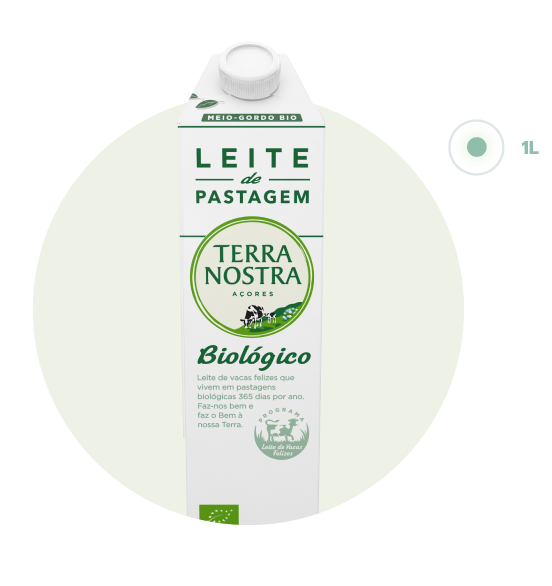 MEIO-GORDO BIO
LEITE
de
PASTAGEM
TERRA
NOSTRA
AÇORES
Biológico
Leite de vacas felizes que
vivem em pastagens
biológicas 365 dias por ano.
Faz-nos bem e
faz o Bem à
nossa Terra.
PROGRAMA
Leite de Vacas
Felizes
1L